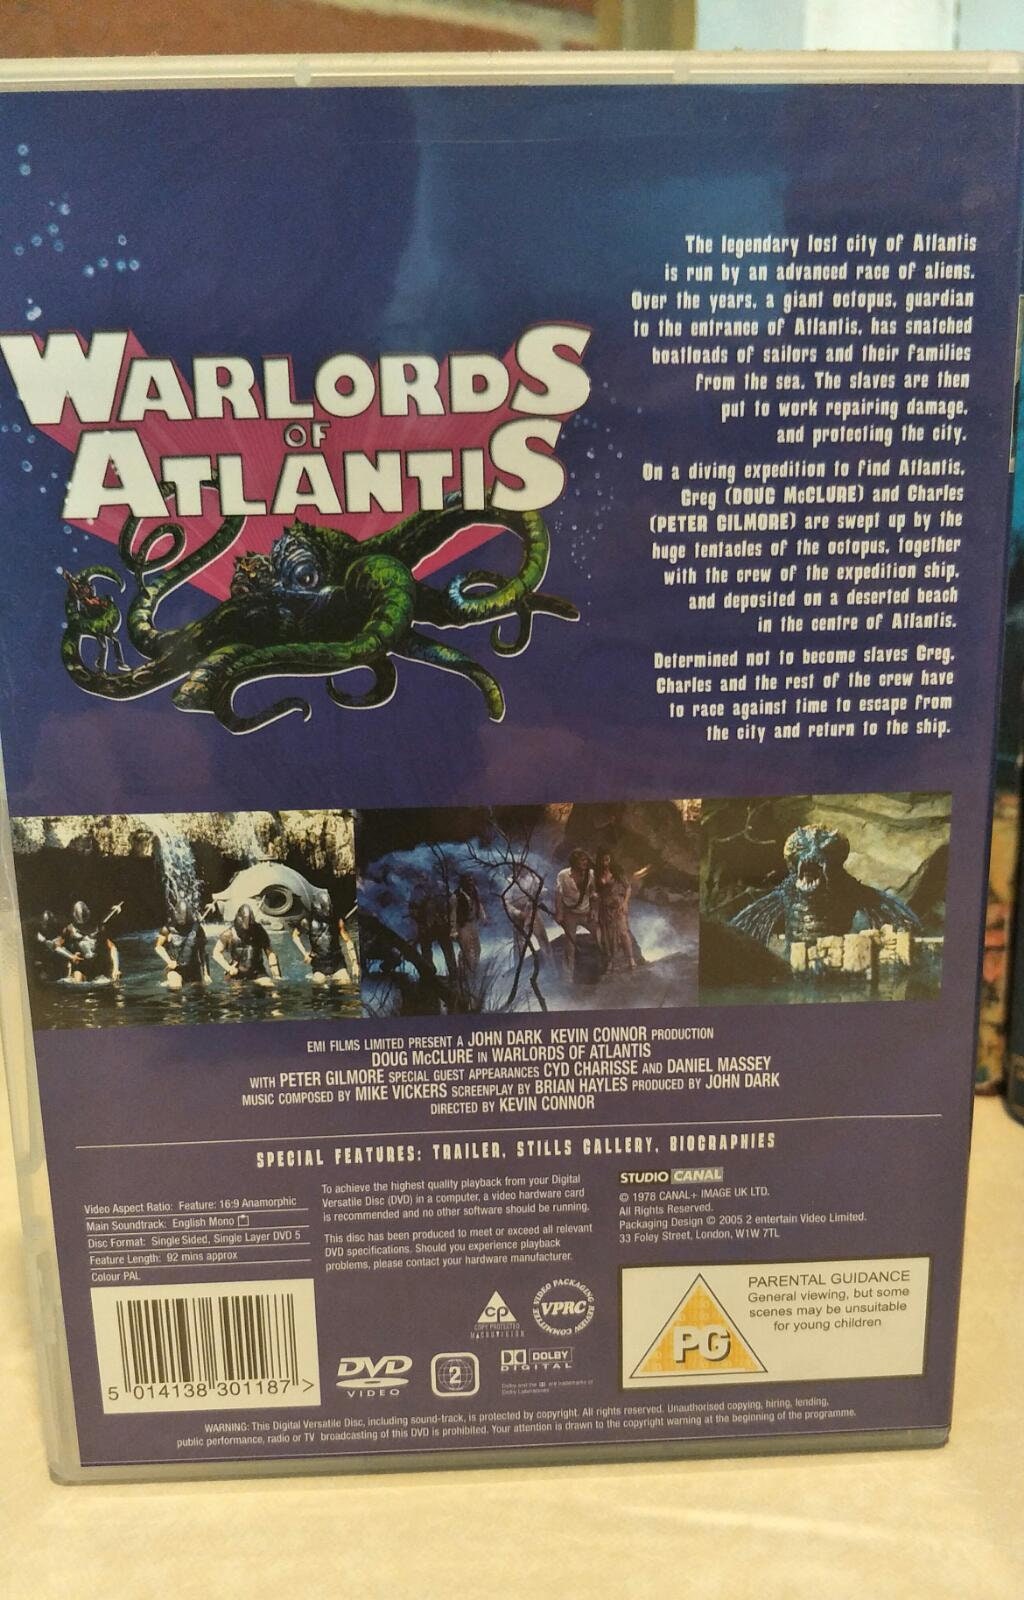 WARLORDS
OF
ATLANTIS
The legendary lost city of Atlantis
is run by an advanced race of aliens.
Over the years, a giant octopus, guardian
to the entrance of Atlantis, has snatched
boatloads of sailors and their families
from the sea. The slaves are then
put to work repairing damage,
and protecting the city.
On a diving expedition to find Atlantis,
Greg (DOUG McCLURE) and Charles
(PETER GILMORE) are swept up by the
huge tentacles of the octopus, together
with the crew of the expedition ship,
and deposited on a deserted beach
in the centre of Atlantis.
Determined not to become slaves Greg,
Charles and the rest of the crew have
to race against time to escape from
the city and return to the ship.
EMI FILMS LIMITED PRESENT A JOHN DARK KEVIN CONNOR PRODUCTION
DOUG McCLURE IN WARLORDS OF ATLANTIS
WITH PETER GILMORE SPECIAL GUEST APPEARANCES CYD CHARISSE AND DANIEL MASSEY
MUSIC COMPOSED BY MIKE VICKERS SCREENPLAY BY BRIAN HAYLES PRODUCED BY JOHN DARK
DIRECTED BY KEVIN CONNOR
SPECIAL FEATURES: TRAILER, STILLS GALLERY, BIOGRAPHIES
Video Aspect Ratio: Feature: 16:9 Anamorphic
Main Soundtrack: English Mono
Disc Format: Single Sided, Single Layer DVD 5
Feature Length: 92 mins approx
Colour PAL
To achieve the highest quality playback from your Digital
Versatile Disc (DVD) in a computer, a video hardware card
is recommended and no other software should be running.
This disc has been produced to meet or exceed all relevant
DVD specifications. Should you experience playback
problems, please contact your hardware manufacturer.
STUDIO CANAL
© 1978 CANAL+ IMAGE UK LTD.
All Rights Reserved.
Packaging Design © 2005 2 entertain Video Limited.
33 Foley Street, London, W1W 7TL
5 014138 301187 >
cp
COPY PROTECTED
MACROVISION
VIDEO PACKAGING REVIEW COMMITTEE
VPRC
DVD
VIDEO
2
DOLBY
DIGITAL
Dolby and the are trademarks of
Dolby Laboratories
PG
PARENTAL GUIDANCE
General viewing, but some
scenes may be unsuitable
for young children
WARNING: This Digital Versatile Disc, including sound-track, is protected by copyright. All rights reserved. Unauthorised copying, hiring, lending,
public performance, radio or TV broadcasting of this DVD is prohibited. Your attention is drawn to the copyright warning at the beginning of the programme.